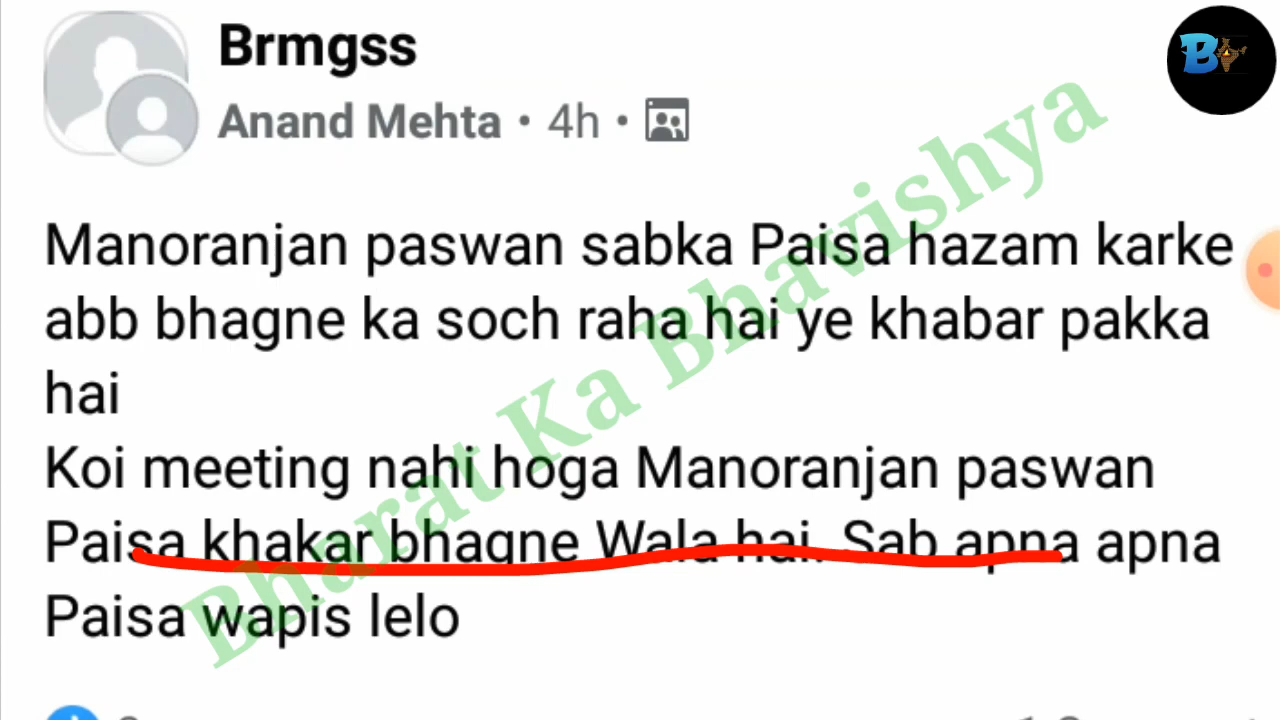 Brmgss
Anand Mehta • 4h •
Manoranjan paswan sabka Paisa hazam karke
abb bhagne ka soch raha hai ye khabar pakka
hai
Koi meeting nahi hoga Manoranjan paswan
Paisa khakar bhagne Wala hai. Sab apna apna
Paisa wapis lelo
Bharat Ka Bhavishya
B